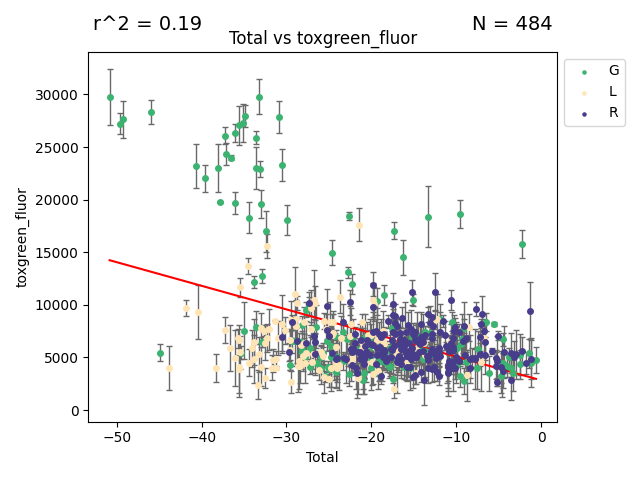 r^2 = 0.19
N = 484
Total vs toxgreen_fluor
30000
25000
20000
15000
10000
5000
0
toxgreen_fluor
−50
−40
−30
−20
−10
0
Total
G
L
R